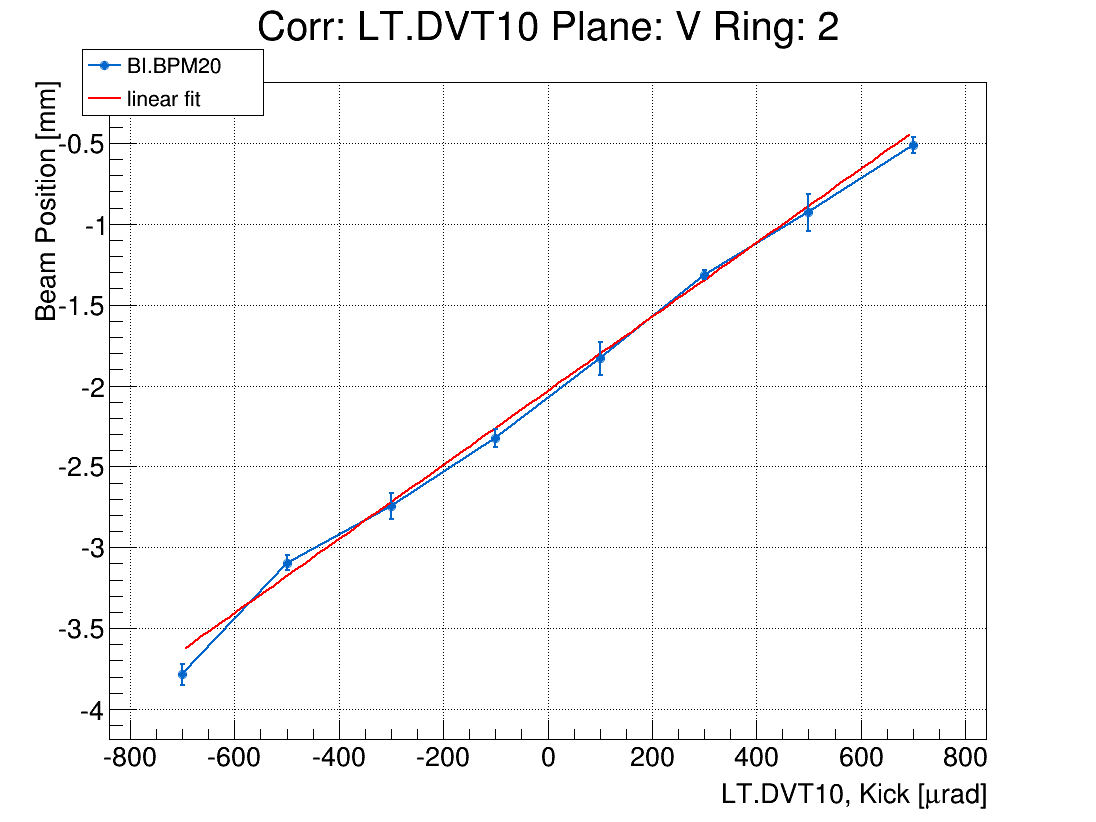 Corr: LT.DVT10 Plane: V Ring: 2
BI.BPM20
linear fit
Beam Position [mm]
-0.5
-1
-1.5
-2
-2.5
-3
-3.5
-4
-800 -600 -400 -200 0 200 400 600 800
LT.DVT10, Kick [μrad]